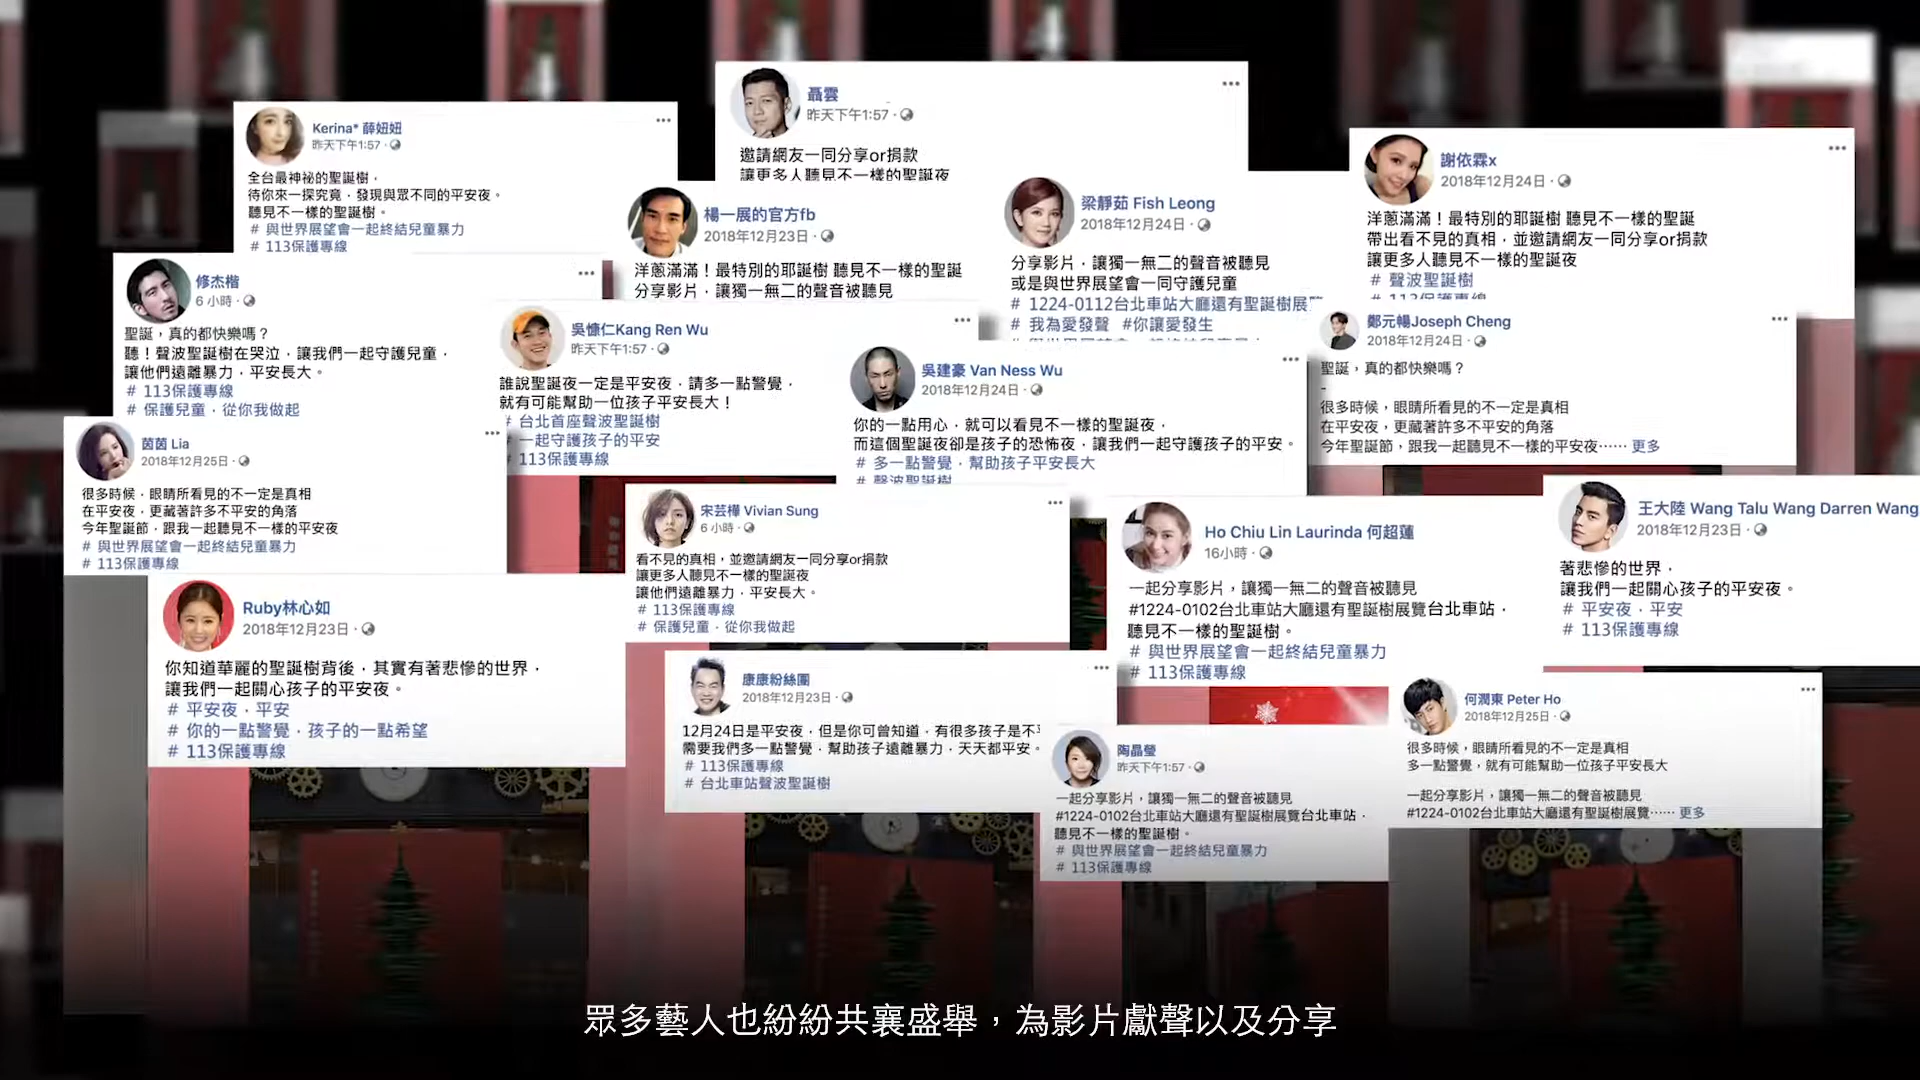 聶雲
昨天下午1:57
邀請網友一同分享or捐款
讓更多人聽見不一樣的聖誕夜
Kerina* 薛妞妞
昨天下午1:57
全台最神祕的聖誕樹，
待你來一探究竟，發現與眾不同的平安夜。
聽見不一樣的聖誕樹。
# 與世界展望會一起終結兒童暴力
# 113保護專線
謝依霖x
2018年12月24日
洋蔥滿滿！最特別的耶誕樹 聽見不一樣的聖誕
帶出看不見的真相，並邀請網友一同分享or捐款
讓更多人聽見不一樣的聖誕夜
# 聲波聖誕樹
# 113保護專線
楊一展的官方fb
2018年12月23日
洋蔥滿滿！最特別的耶誕樹 聽見不一樣的聖誕
分享影片，讓獨一無二的聲音被聽見
梁靜茹 Fish Leong
2018年12月24日
分享影片，讓獨一無二的聲音被聽見
或是與世界展望會一同守護兒童
# 1224-0112台北車站大廳還有聖誕樹展
# 我為愛發聲 #你讓愛發生
修杰楷
6 小時
聖誕，真的都快樂嗎？
聽！聲波聖誕樹在哭泣，讓我們一起守護兒童，
讓他們遠離暴力，平安長大。
# 113保護專線
# 保護兒童，從你我做起
吳慷仁Kang Ren Wu
昨天下午1:57
誰說聖誕夜一定是平安夜，請多一點警覺，
就有可能幫助一位孩子平安長大！
# 台北首座聲波聖誕樹
# 一起守護孩子的平安
# 113保護專線
吳建豪 Van Ness Wu
2018年12月24日
你的一點用心，就可以看見不一樣的聖誕夜，
而這個聖誕夜卻是孩子的恐怖夜，讓我們一起守護孩子的平安。
# 多一點警覺，幫助孩子平安長大
# 聲波聖誕樹
鄭元暢Joseph Cheng
2018年12月24日
聖誕，真的都快樂嗎？
-
很多時候，眼睛所看見的不一定是真相
在平安夜，更藏著許多不平安的角落
今年聖誕節，跟我一起聽見不一樣的平安夜⋯⋯ 更多
茵茵 Lia
2018年12月25日
很多時候，眼睛所看見的不一定是真相
在平安夜，更藏著許多不平安的角落
今年聖誕節，跟我一起聽見不一樣的平安夜
# 與世界展望會一起終結兒童暴力
# 113保護專線
宋芸樺 Vivian Sung
6 小時
看不見的真相，並邀請網友一同分享or捐款
讓更多人聽見不一樣的聖誕夜
讓他們遠離暴力，平安長大。
# 113保護專線
# 保護兒童，從你我做起
Ho Chiu Lin Laurinda 何超蓮
16小時
一起分享影片，讓獨一無二的聲音被聽見
#1224-0102台北車站大廳還有聖誕樹展覽台北車站，
聽見不一樣的聖誕樹。
# 與世界展望會一起終結兒童暴力
# 113保護專線
王大陸 Wang Talu Wang Darren Wang
2018年12月23日
著悲慘的世界，
讓我們一起關心孩子的平安夜。
# 平安夜，平安
# 113保護專線
Ruby林心如
2018年12月23日
你知道華麗的聖誕樹背後，其實有著悲慘的世界，
讓我們一起關心孩子的平安夜。
# 平安夜，平安
# 你的一點警覺，孩子的一點希望
# 113保護專線
康康粉絲團
2018年12月23日
12月24日是平安夜，但是你可曾知道，有很多孩子是不
需要我們多一點警覺，幫助孩子遠離暴力，天天都平安。
# 113保護專線
# 台北車站聲波聖誕樹
陶晶瑩
昨天下午1:57
一起分享影片，讓獨一無二的聲音被聽見
#1224-0102台北車站大廳還有聖誕樹展覽台北車站，
聽見不一樣的聖誕樹。
# 與世界展望會一起終結兒童暴力
# 113保護專線
何潤東 Peter Ho
2018年12月25日
很多時候，眼睛所看見的不一定是真相
多一點警覺，就有可能幫助一位孩子平安長大
一起分享影片，讓獨一無二的聲音被聽見
#1224-0102台北車站大廳還有聖誕樹展覽⋯⋯ 更多
眾多藝人也紛紛共襄盛舉，為影片獻聲以及分享